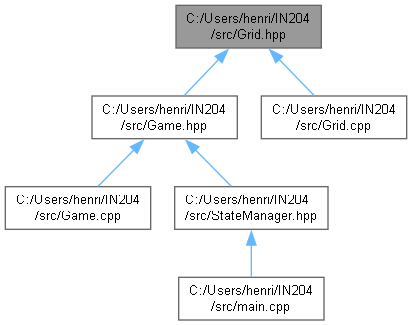 C:/Users/henri/IN204
/src/Grid.hpp
C:/Users/henri/IN204
/src/Game.hpp
C:/Users/henri/IN204
/src/Grid.cpp
C:/Users/henri/IN204
/src/Game.cpp
C:/Users/henri/IN204
/src/StateManager.hpp
C:/Users/henri/IN204
/src/main.cpp